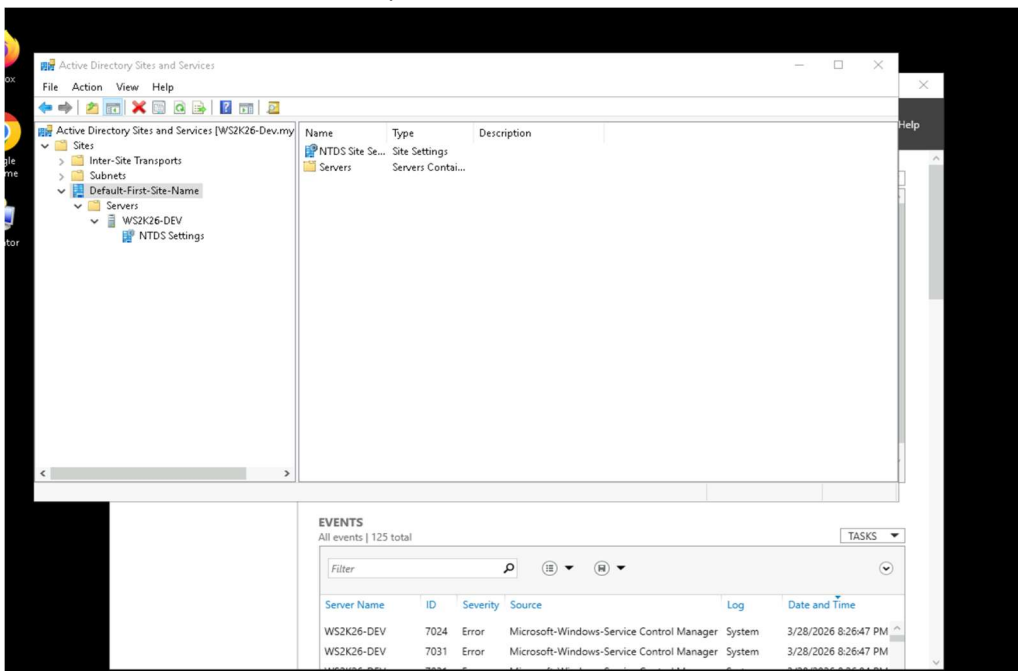 Active Directory Sites and Services
File Action View Help
Active Directory Sites and Services [WS2K26-Dev.my
Sites
Inter-Site Transports
Subnets
Default-First-Site-Name
Servers
WS2K26-DEV
NTDS Settings
Name Type Description
NTDS Site Se... Site Settings
Servers Servers Contai...
Help
ox
gle
me
tor
EVENTS
All events | 125 total
TASKS
Filter
Server Name ID Severity Source Log Date and Time
WS2K26-DEV 7024 Error Microsoft-Windows-Service Control Manager System 3/28/2026 8:26:47 PM
WS2K26-DEV 7031 Error Microsoft-Windows-Service Control Manager System 3/28/2026 8:26:47 PM